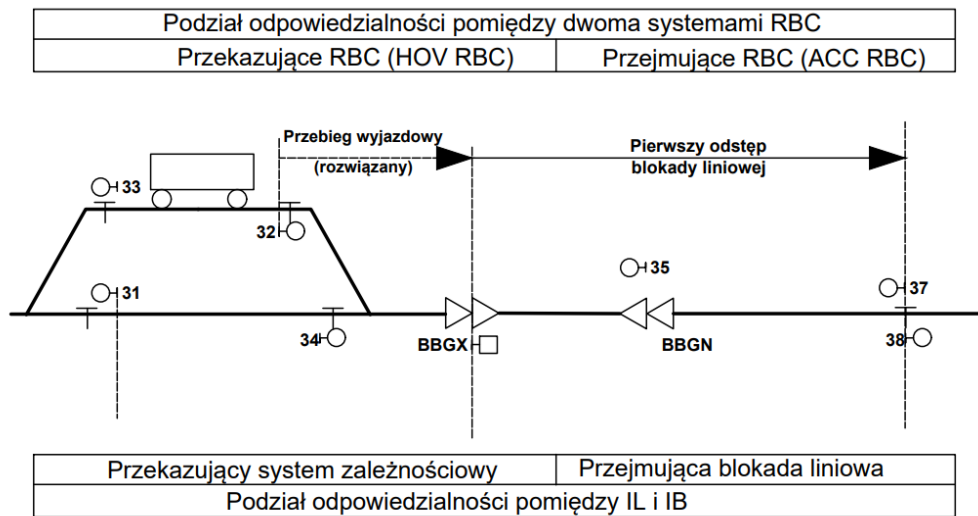 Podział odpowiedzialności pomiędzy dwoma systemami RBC
Przekazujące RBC (HOV RBC)
Przejmujące RBC (ACC RBC)
Przebieg wyjazdowy
(rozwiązany)
Pierwszy odstęp
blokady liniowej
33
32
35
31
37
34
BBGX
BBGN
38
Przekazujący system zależnościowy
Przejmująca blokada liniowa
Podział odpowiedzialności pomiędzy IL i IB